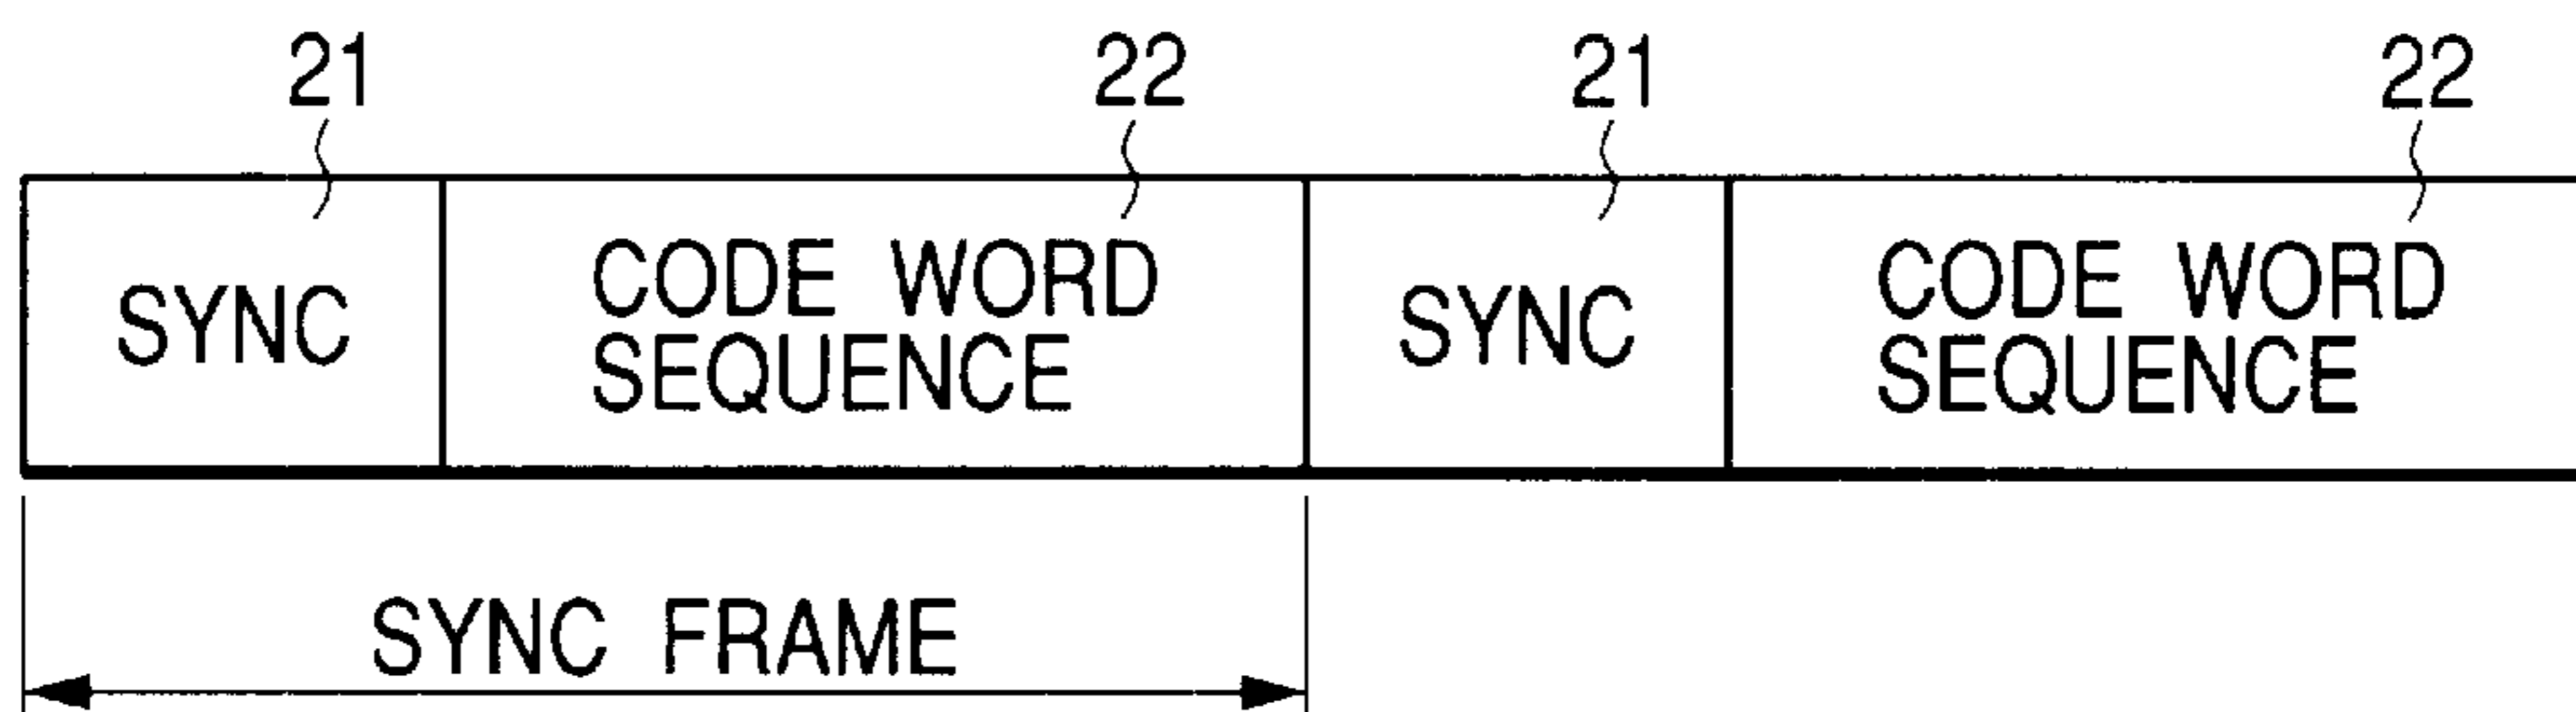 21 22 21 22
SYNC CODE WORD SEQUENCE SYNC CODE WORD SEQUENCE
SYNC FRAME